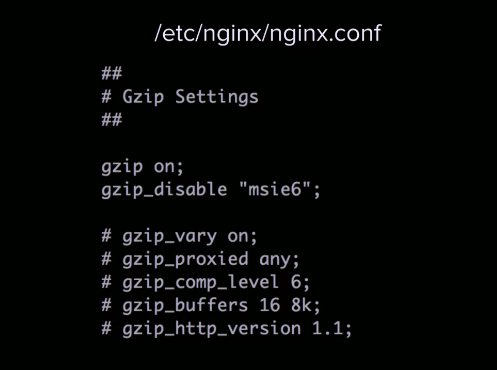 /etc/nginx/nginx.conf
##
# Gzip Settings
##
gzip on;
gzip_disable "msie6";
# gzip_vary on;
# gzip_proxied any;
# gzip_comp_level 6;
# gzip_buffers 16 8k;
# gzip_http_version 1.1;